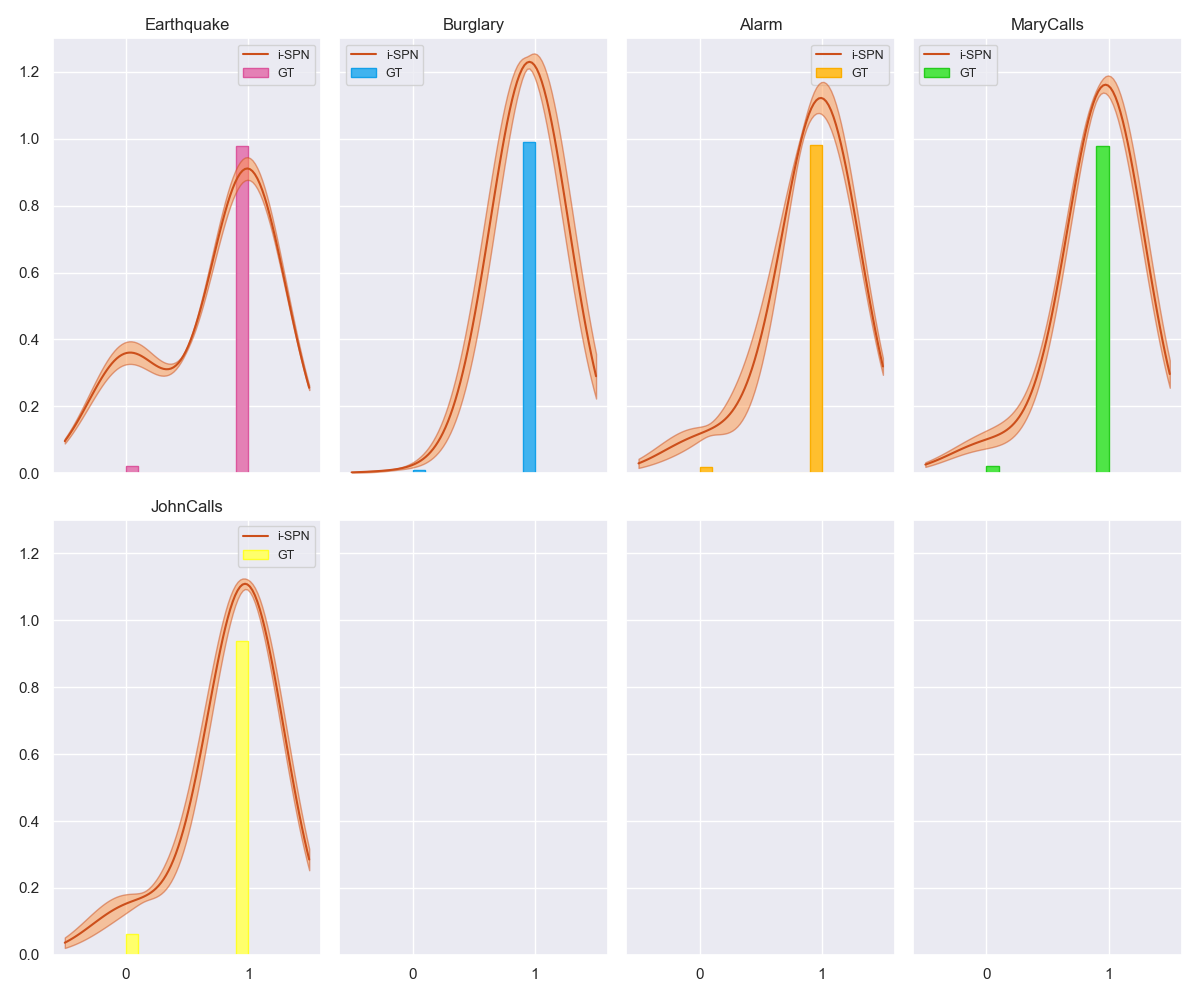 Earthquake
Burglary
Alarm
MaryCalls
i-SPN
GT
i-SPN
GT
i-SPN
GT
i-SPN
GT
1.2
1.0
0.8
0.6
0.4
0.2
0.0
JohnCalls
i-SPN
GT
1.2
1.0
0.8
0.6
0.4
0.2
0.0
0 1
0 1
0 1
0 1